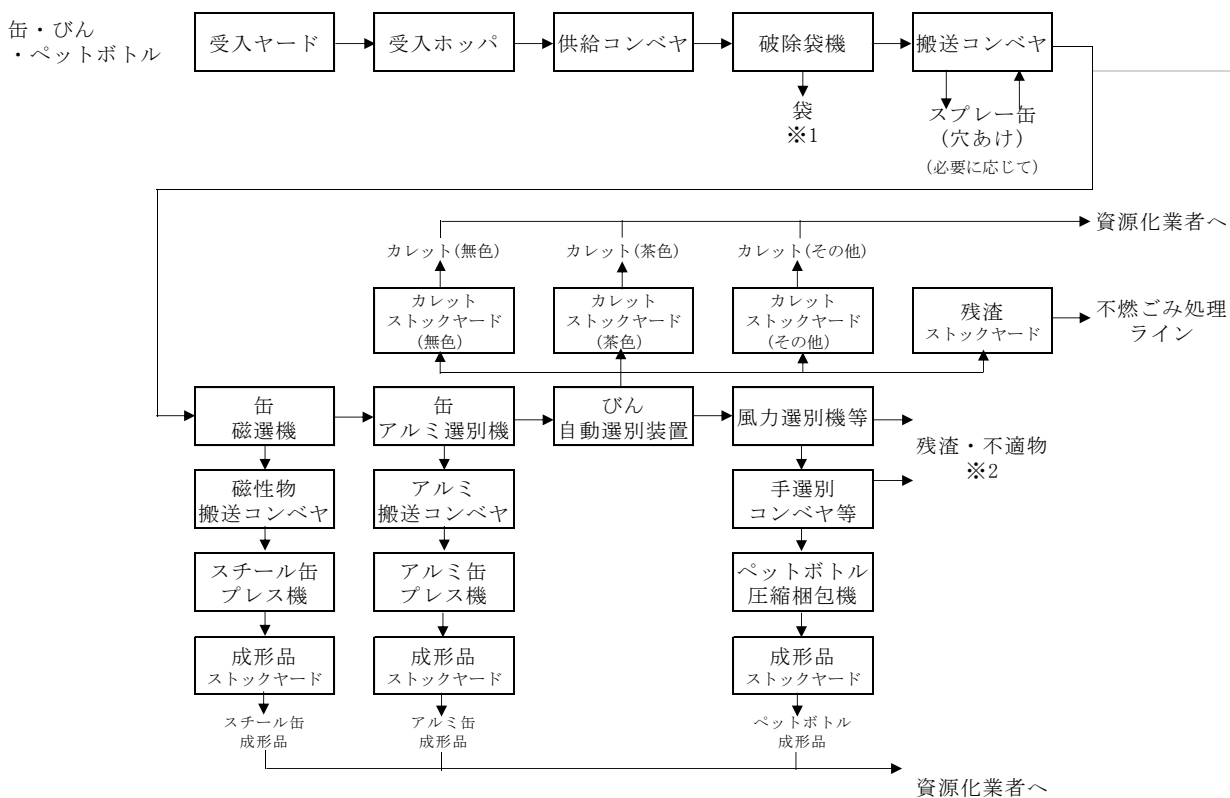 缶・びん
・ペットボトル
受入ヤード
受入ホッパ
供給コンベヤ
破除袋機
搬送コンベヤ
袋
※1
スプレー缶
(穴あけ)
(必要に応じて)
資源化業者へ
カレット(無色)
カレット(茶色)
カレット(その他)
カレット
ストックヤード
(無色)
カレット
ストックヤード
(茶色)
カレット
ストックヤード
(その他)
残渣
ストックヤード
不燃ごみ処理
ライン
缶
磁選機
缶
アルミ選別機
びん
自動選別装置
風力選別機等
残渣・不適物
※2
磁性物
搬送コンベヤ
アルミ
搬送コンベヤ
手選別
コンベヤ等
スチール缶
プレス機
アルミ缶
プレス機
ペットボトル
圧縮梱包機
成形品
ストックヤード
成形品
ストックヤード
成形品
ストックヤード
スチール缶
成形品
アルミ缶
成形品
ペットボトル
成形品
資源化業者へ